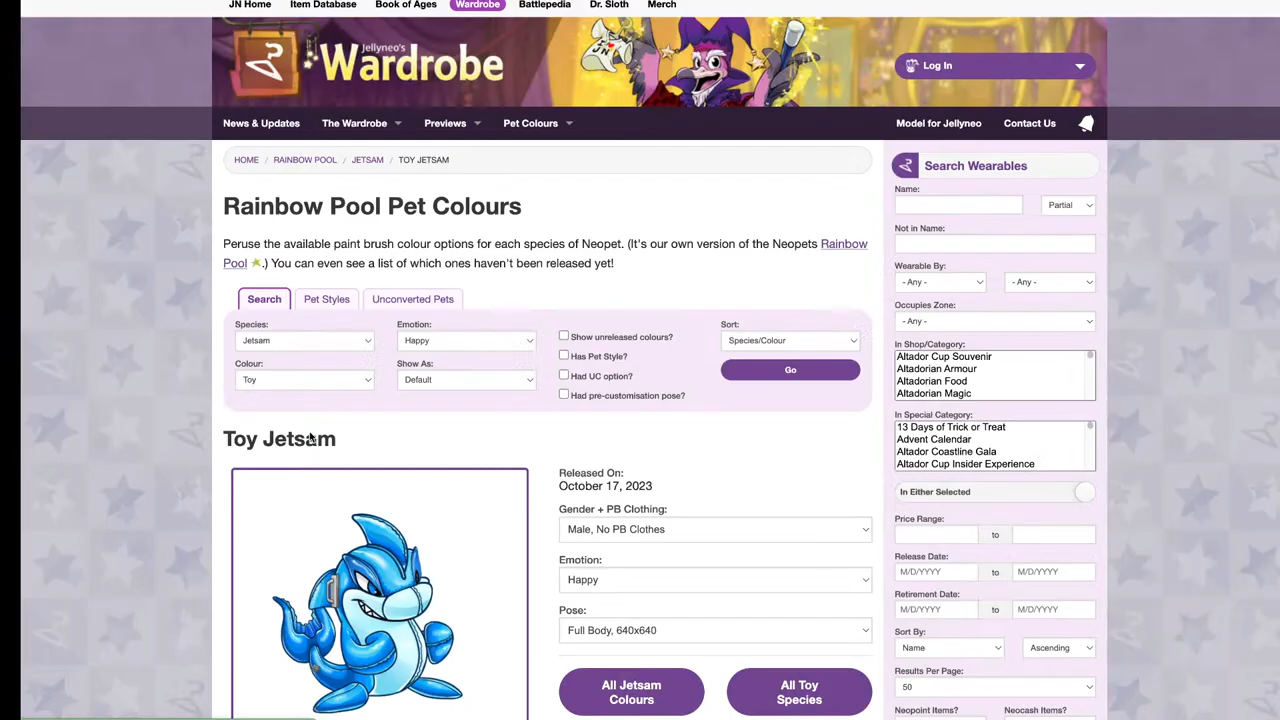 JN Home Item Database Book of Ages Wardrobe Battlepedia Dr. Sloth Merch
Jellyneo's
Wardrobe
JN
Log In
News & Updates The Wardrobe Previews Pet Colours Model for Jellyneo Contact Us
HOME / RAINBOW POOL / JETSAM / TOY JETSAM
Rainbow Pool Pet Colours
Peruse the available paint brush colour options for each species of Neopet. (It's our own version of the Neopets Rainbow
Pool .) You can even see a list of which ones haven't been released yet!
Search Pet Styles Unconverted Pets
Species: Emotion: Show unreleased colours? Sort:
Jetsam Happy Has Pet Style? Species/Colour
Colour: Show As: Had UC option? Go
Toy Default Had pre-customisation pose?
Toy Jetsam
Released On:
October 17, 2023
Gender + PB Clothing:
Male, No PB Clothes
Emotion:
Happy
Pose:
Full Body, 640x640
All Jetsam
Colours
All Toy
Species
Search Wearables
Name:
Partial
Not in Name:
Wearable By:
- Any - - Any -
Occupies Zone:
- Any -
In Shop/Category:
Altador Cup Souvenir
Altadorian Armour
Altadorian Food
Altadorian Magic
In Special Category:
13 Days of Trick or Treat
Advent Calendar
Altador Coastline Gala
Altador Cup Insider Experience
In Either Selected
Price Range:
to
Release Date:
M/D/YYYY to M/D/YYYY
Retirement Date:
M/D/YYYY to M/D/YYYY
Sort By:
Name Ascending
Results Per Page:
50
Neopoint Items? Neocash Items?